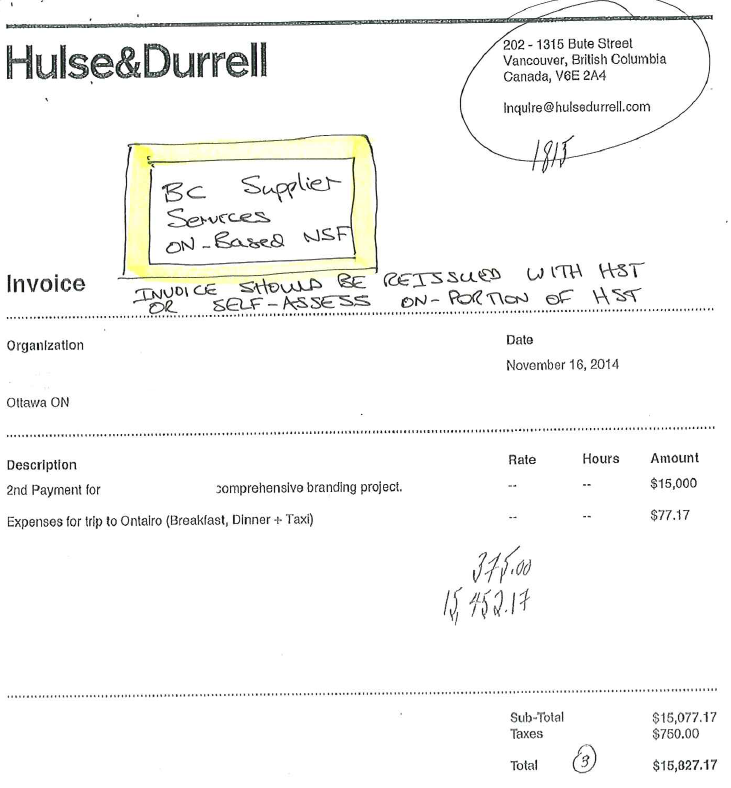 Hulse&Durrell
202 - 1315 Bute Street
Vancouver, British Columbia
Canada, V6E 2A4
Inquire@hulsedurrell.com
1815
BC Supplier
Services
ON-Based NSF
Invoice
INVOICE SHOULD BE REISSUED WITH HST
OR SELF-ASSESS ON-PORTION OF HST
Organization
Date
November 16, 2014
Ottawa ON
Description Rate Hours Amount
2nd Payment for comprehensive branding project. -- -- $15,000
Expenses for trip to Ontairo (Breakfast, Dinner + Taxi) -- -- $77.17
375.00
15,452.17
Sub-Total $15,077.17
Taxes $750.00
Total 3 $15,827.17